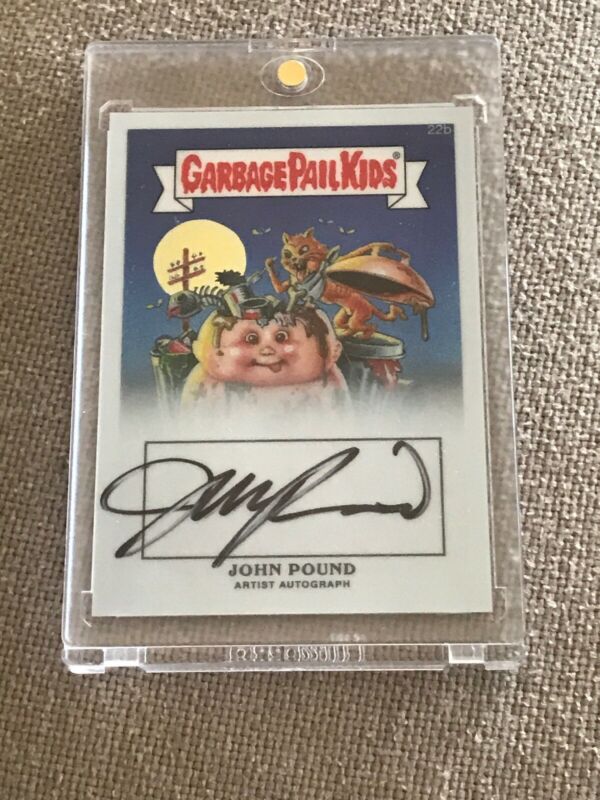 22b
GARBAGE PAIL KIDS®
JOHN POUND
ARTIST AUTOGRAPH